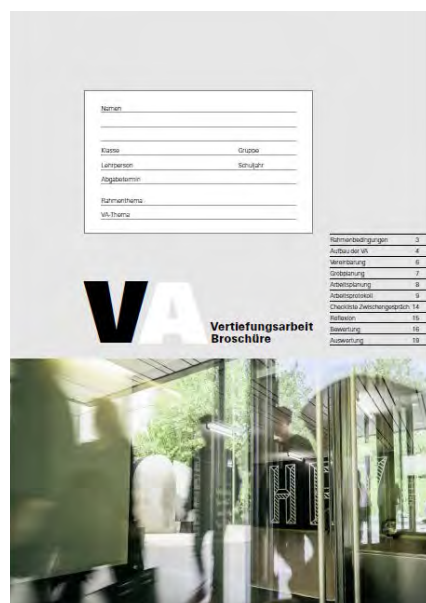 Namen
Klasse Gruppe
Lehrperson Schuljahr
Abgabetermin
Rahmenthema
VA-Thema
Rahmenbedingungen 3
Aufbau der VA 4
Vereinbarung 6
Grobplanung 7
Arbeitsplanung 8
Arbeitsprotokoll 9
Checkliste Zwischengespräch 14
Reflexion 15
Bewertung 16
Auswertung 19
VA
Vertiefungsarbeit
Broschüre